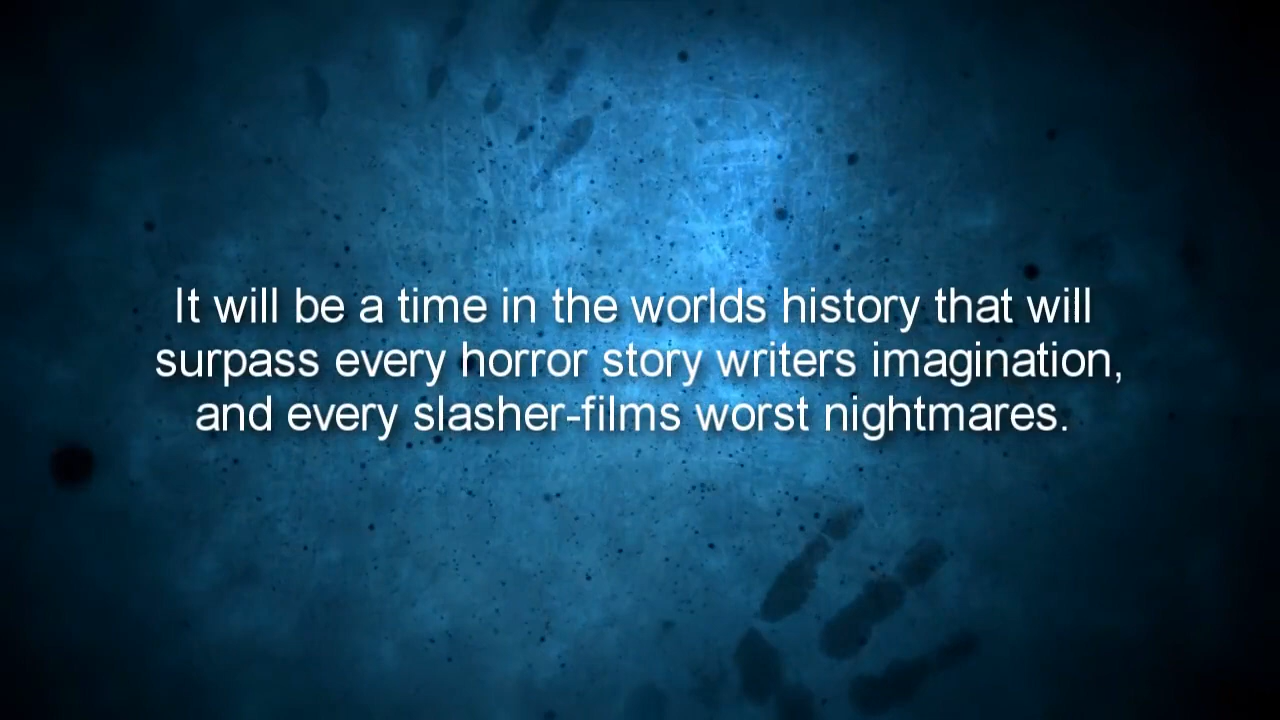 It will be a time in the worlds history that will
surpass every horror story writers imagination,
and every slasher-films worst nightmares.